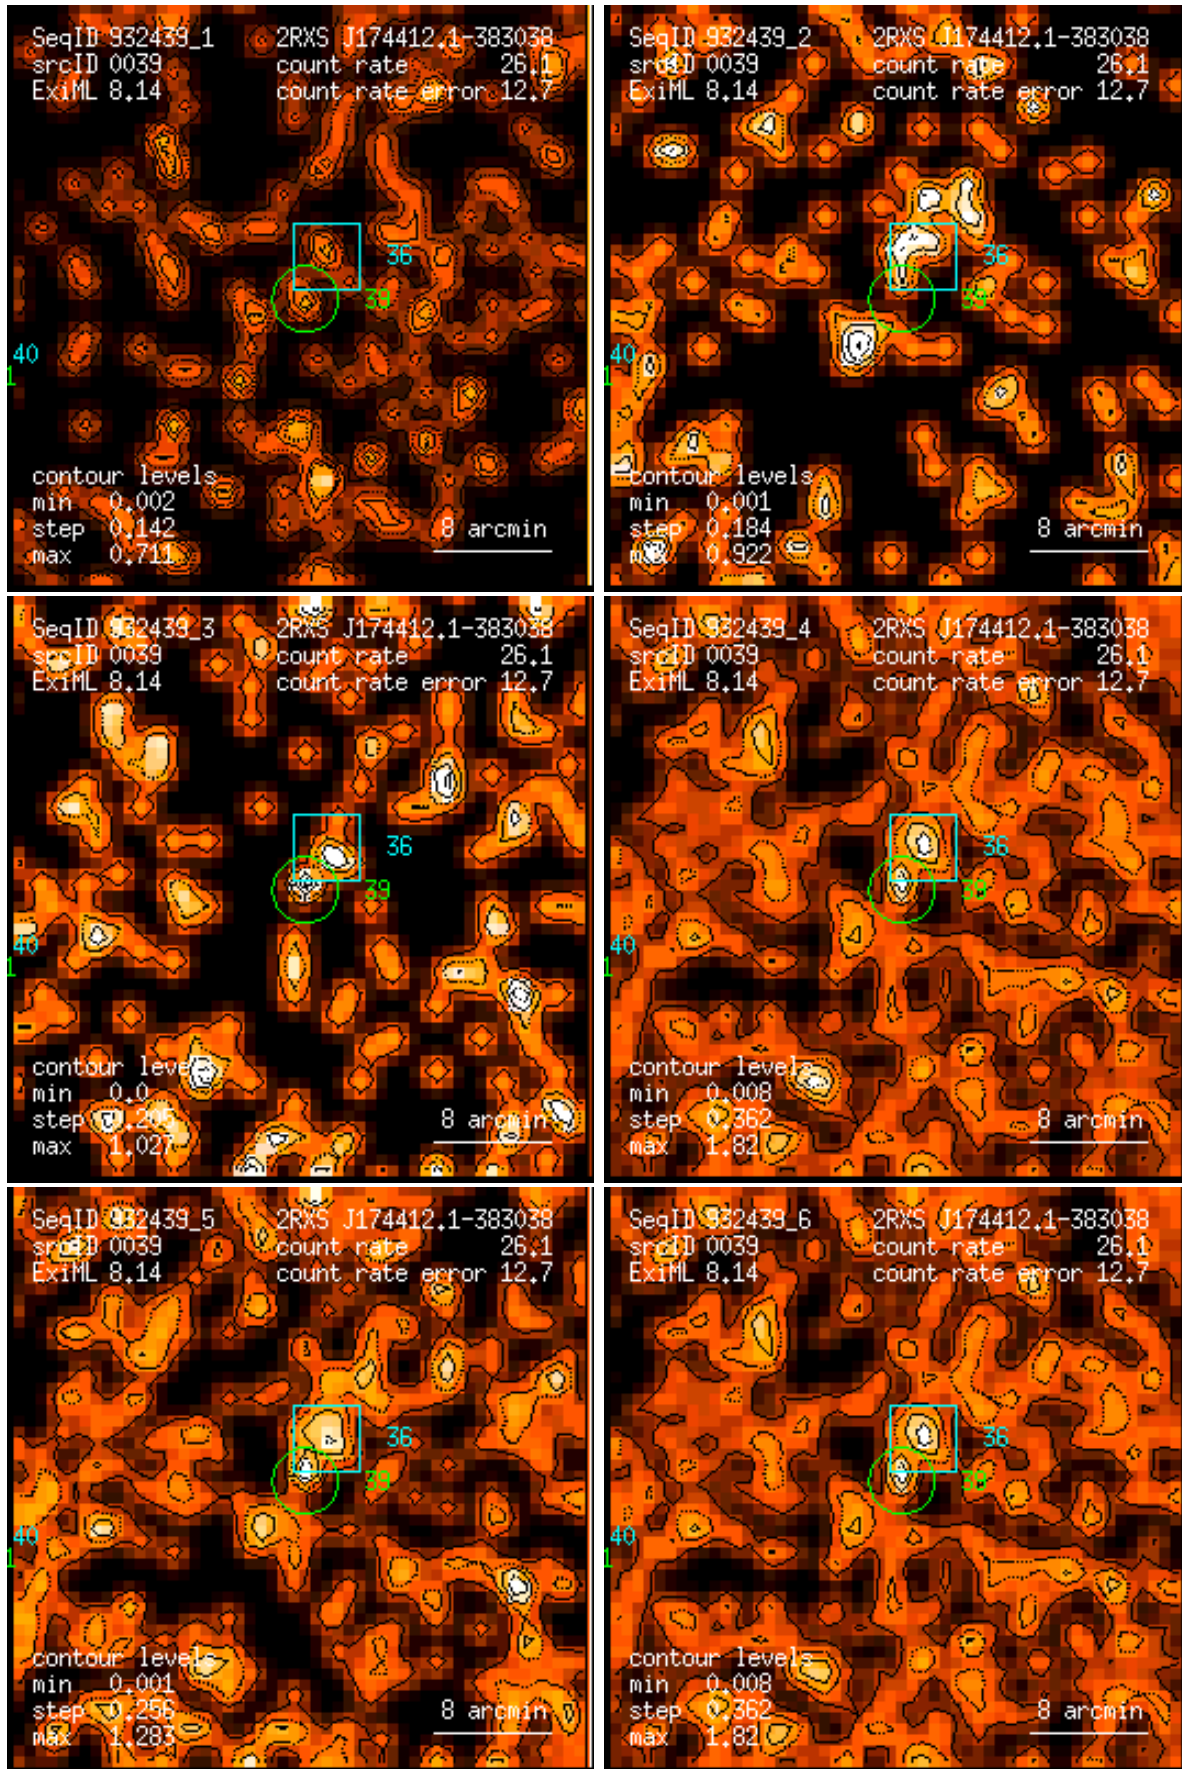 SeqID 932439_1 2RXS J174412.1-383038
srcID 0039 count rate 26.1
ExiML 8.14 count rate error 12.7
36
39
40
1
contour levels
min 0.002
step 0.142 8 arcmin
max 0.711
SeqID 932439_2 2RXS J174412.1-383038
srcID 0039 count rate 26.1
ExiML 8.14 count rate error 12.7
36
39
40
1
contour levels
min 0.001
step 0.184 8 arcmin
max 0.922
SeqID 932439_3 2RXS J174412.1-383038
srcID 0039 count rate 26.1
ExiML 8.14 count rate error 12.7
36
39
40
1
contour levels
min 0.0
step 0.205 8 arcmin
max 1.027
SeqID 932439_4 2RXS J174412.1-383038
srcID 0039 count rate 26.1
ExiML 8.14 count rate error 12.7
36
39
40
1
contour levels
min 0.008
step 0.362 8 arcmin
max 1.82
SeqID 932439_5 2RXS J174412.1-383038
srcID 0039 count rate 26.1
ExiML 8.14 count rate error 12.7
36
39
40
1
contour levels
min 0.001
step 0.256 8 arcmin
max 1.283
SeqID 932439_6 2RXS J174412.1-383038
srcID 0039 count rate 26.1
ExiML 8.14 count rate error 12.7
36
39
40
1
contour levels
min 0.008
step 0.362 8 arcmin
max 1.82